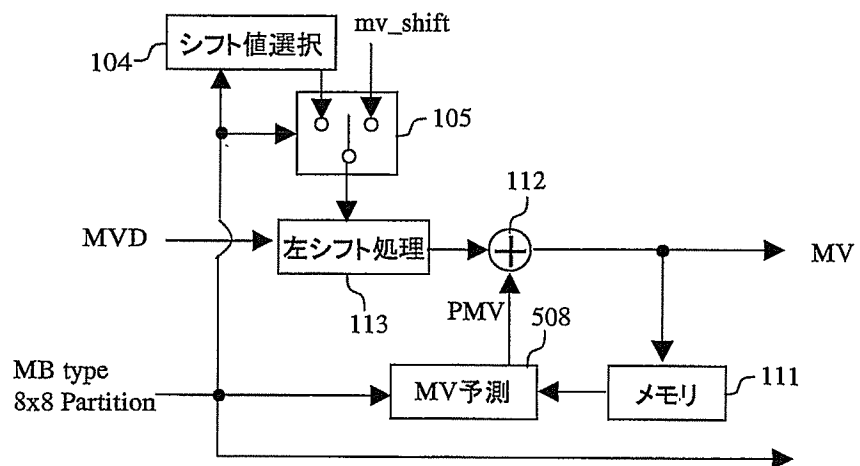 mv_shift
シフト値選択
104
105
112
MVD
左シフト処理
MV
113
PMV
508
MB type
8x8 Partition
MV予測
メモリ
111